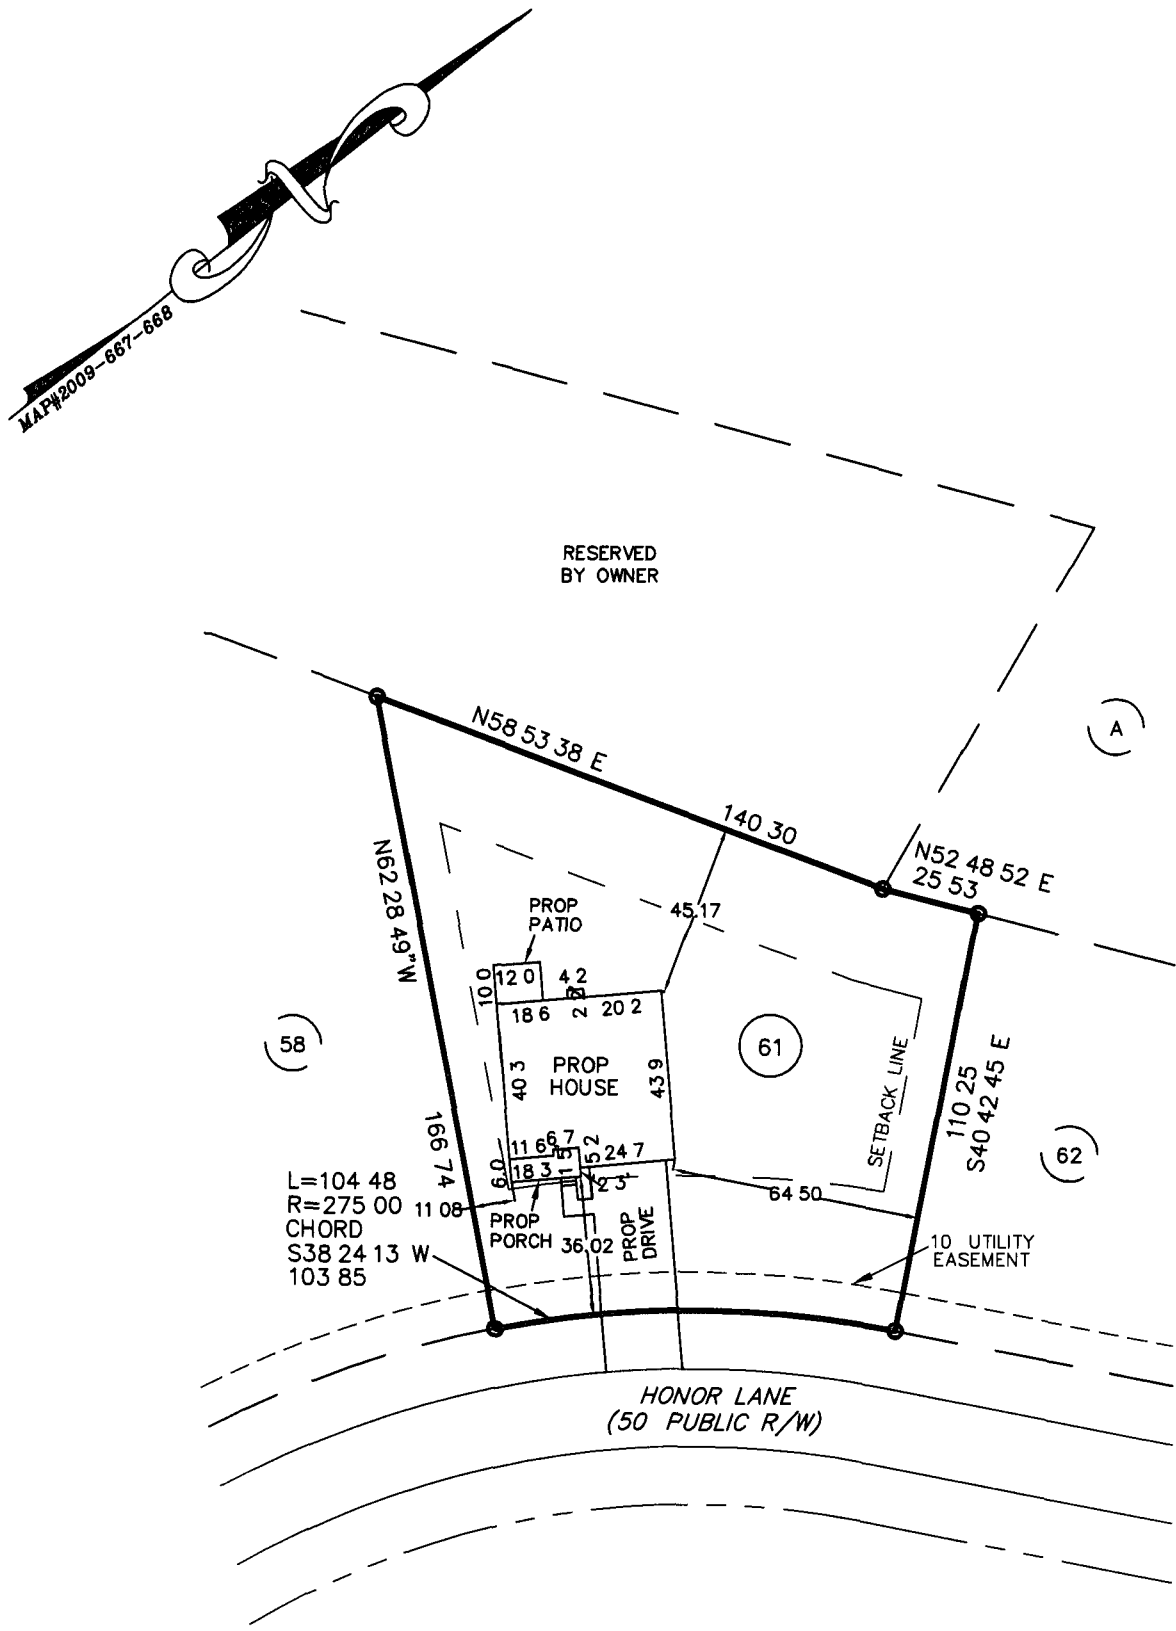 MAP#2009-667-668
RESERVED
BY OWNER
A
N58 53 38 E
140 30
N52 48 52 E
25 53
N62 28 49"W
166 74
45.17
PROP
PATIO
12 0
10 0
4 2
2
18 6
20 2
58
61
40 3
PROP
HOUSE
43 9
SETBACK LINE
110 25
S40 42 45 E
62
11 6
6 7
1 5
5 2
24 7
6 0
18 3
2 3'
64 50
L=104 48
R=275 00
CHORD
S38 24 13 W
103 85
11 08
PROP
PORCH
36.02
PROP
DRIVE
10 UTILITY
EASEMENT
HONOR LANE
(50 PUBLIC R/W)